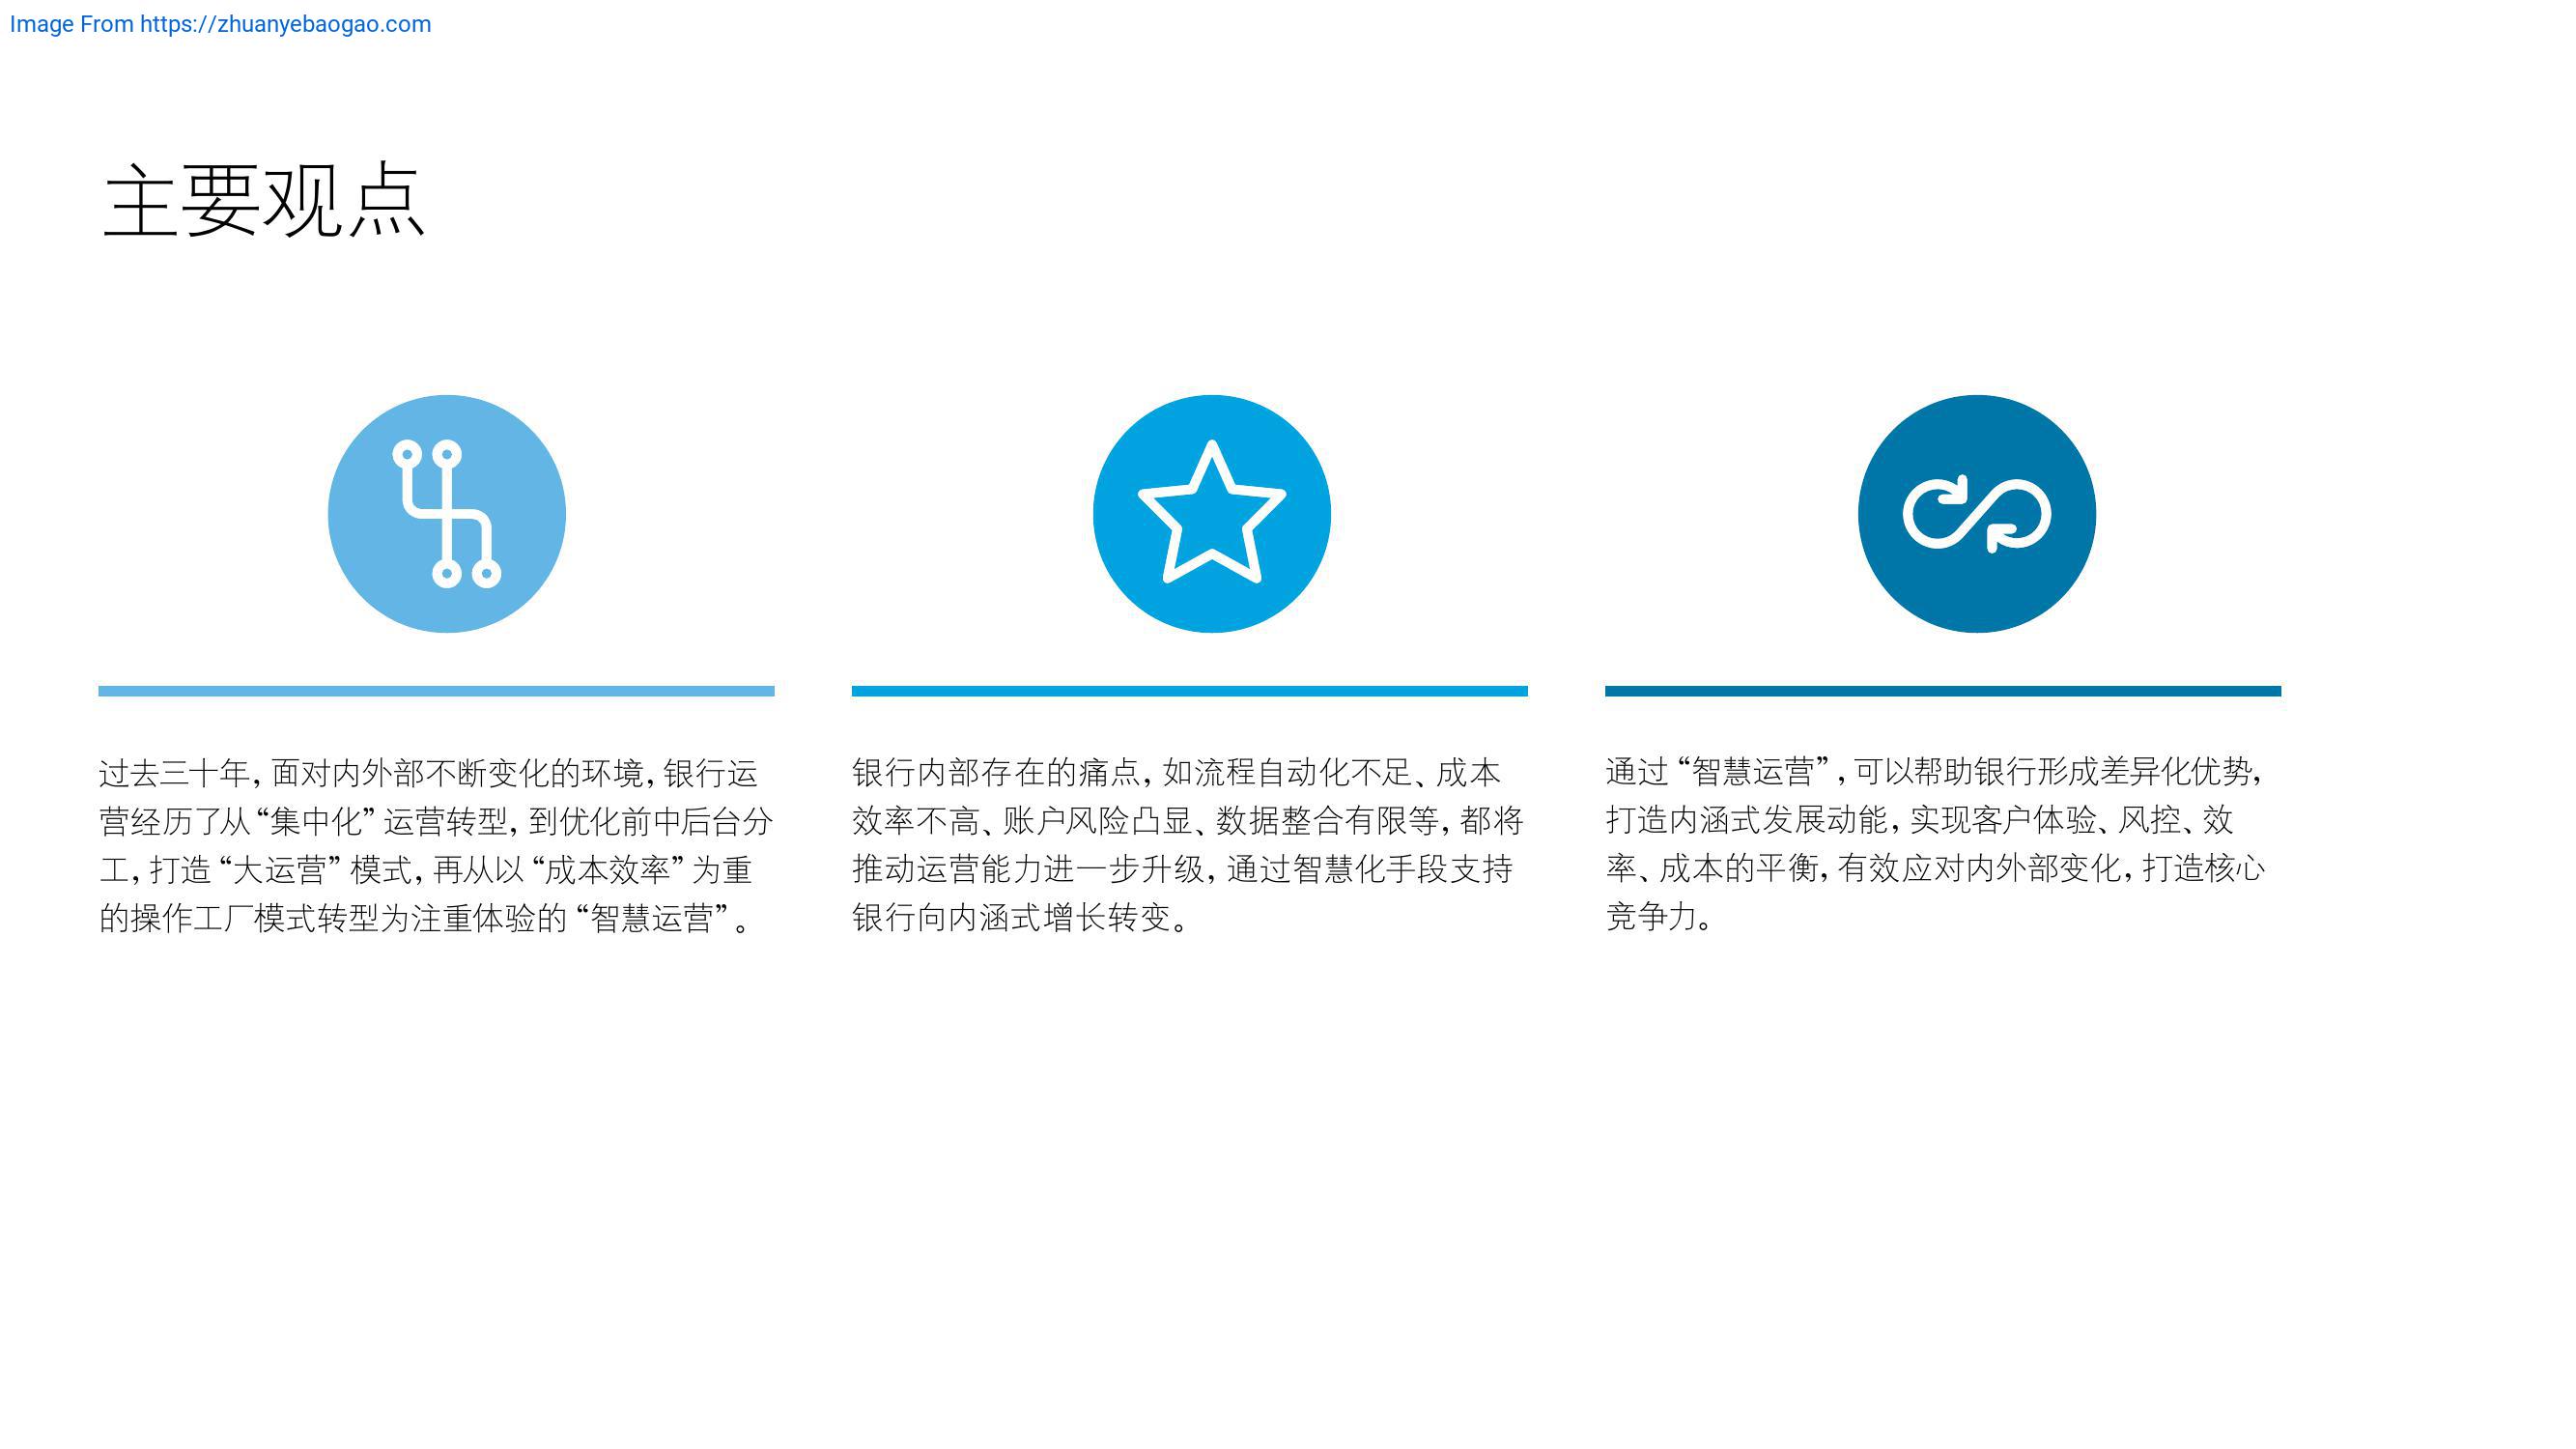 Image From https://zhuanyebaogao.com
主要观点
过去三十年，面对内外部不断变化的环境，银行运
营经历了从“集中化”运营转型，到优化前中后台分
工，打造“大运营”模式，再从以“成本效率”为重
的操作工厂模式转型为注重体验的“智慧运营”。
银行内部存在的痛点，如流程自动化不足、成本
效率不高、账户风险凸显、数据整合有限等，都将
推动运营能力进一步升级，通过智慧化手段支持
银行向内涵式增长转变。
通过“智慧运营”，可以帮助银行形成差异化优势，
打造内涵式发展动能，实现客户体验、风控、效
率、成本的平衡，有效应对内外部变化，打造核心
竞争力。